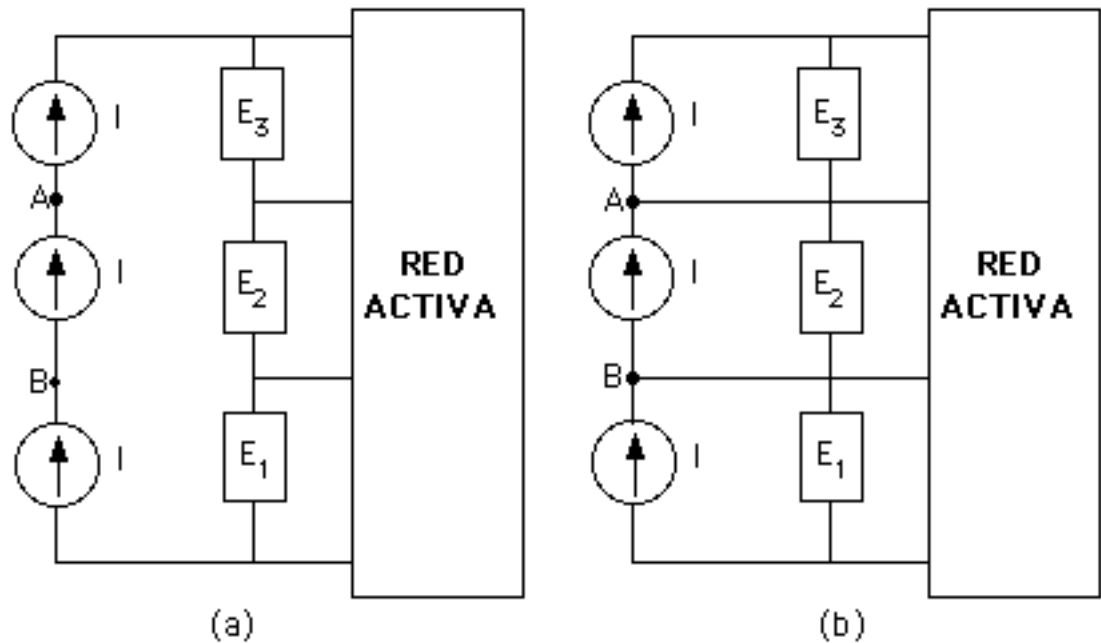 I
A
I
B
I
E3
E2
E1
RED
ACTIVA
(a)
I
A
I
B
I
E3
E2
E1
RED
ACTIVA
(b)